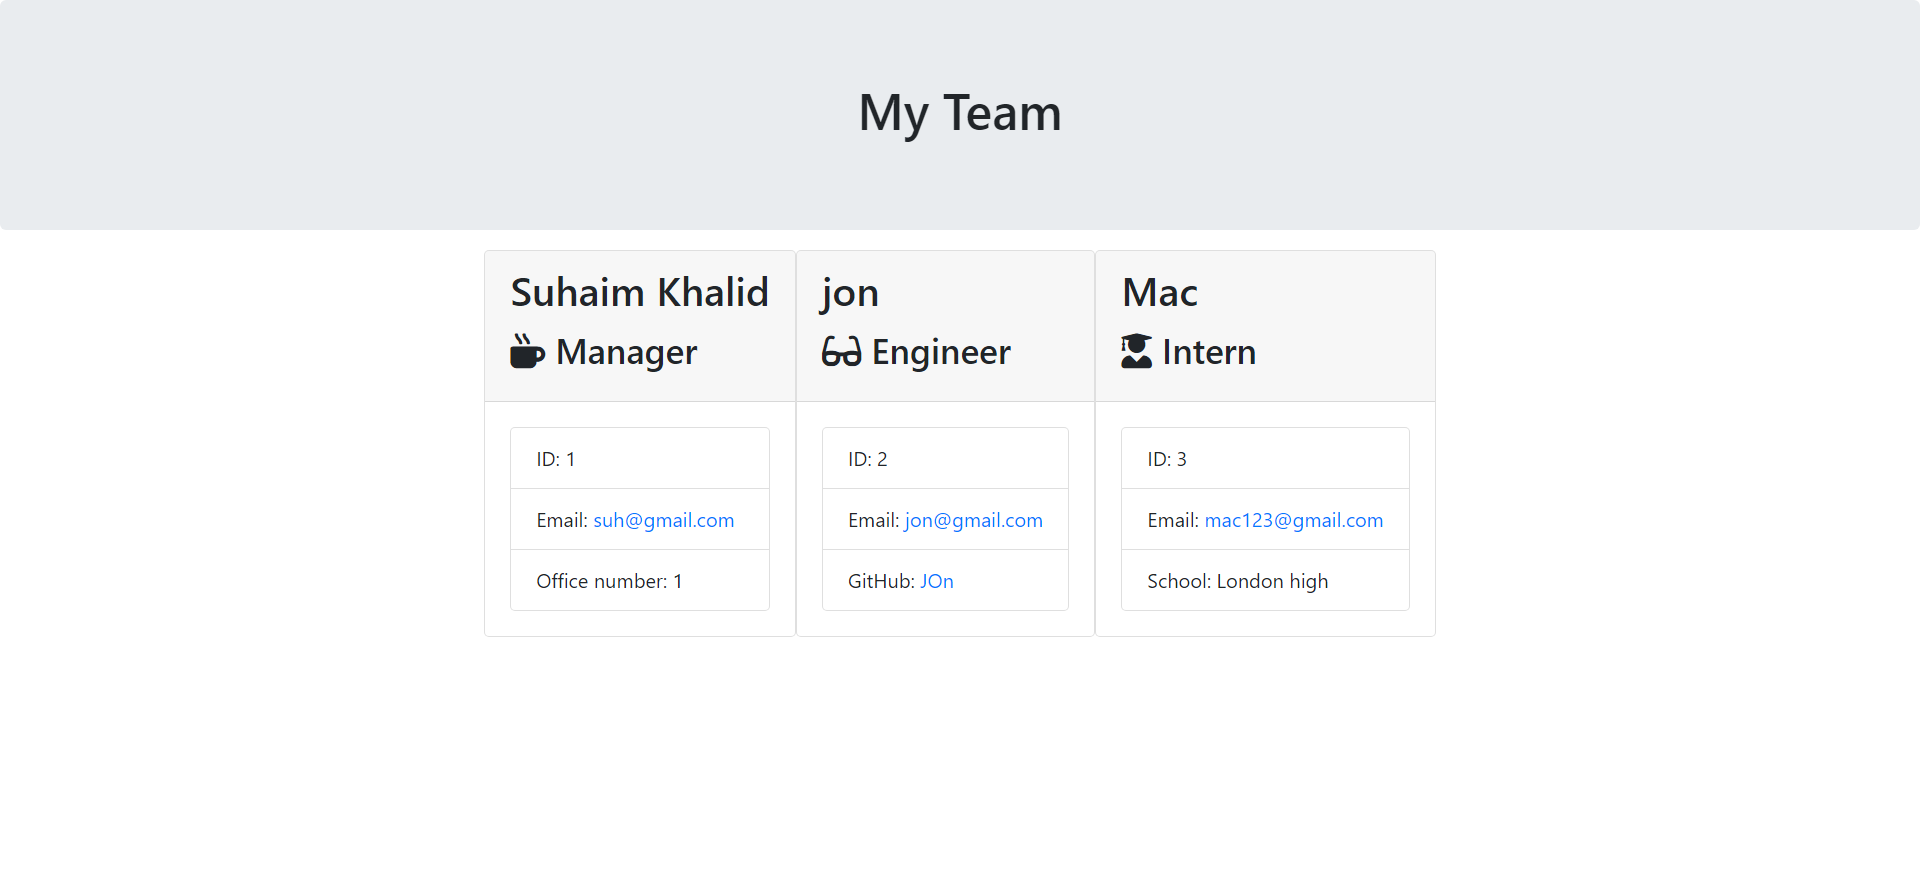 My Team
Suhaim Khalid
Manager
ID: 1
Email: suh@gmail.com
Office number: 1
jon
Engineer
ID: 2
Email: jon@gmail.com
GitHub: JOn
Mac
Intern
ID: 3
Email: mac123@gmail.com
School: London high